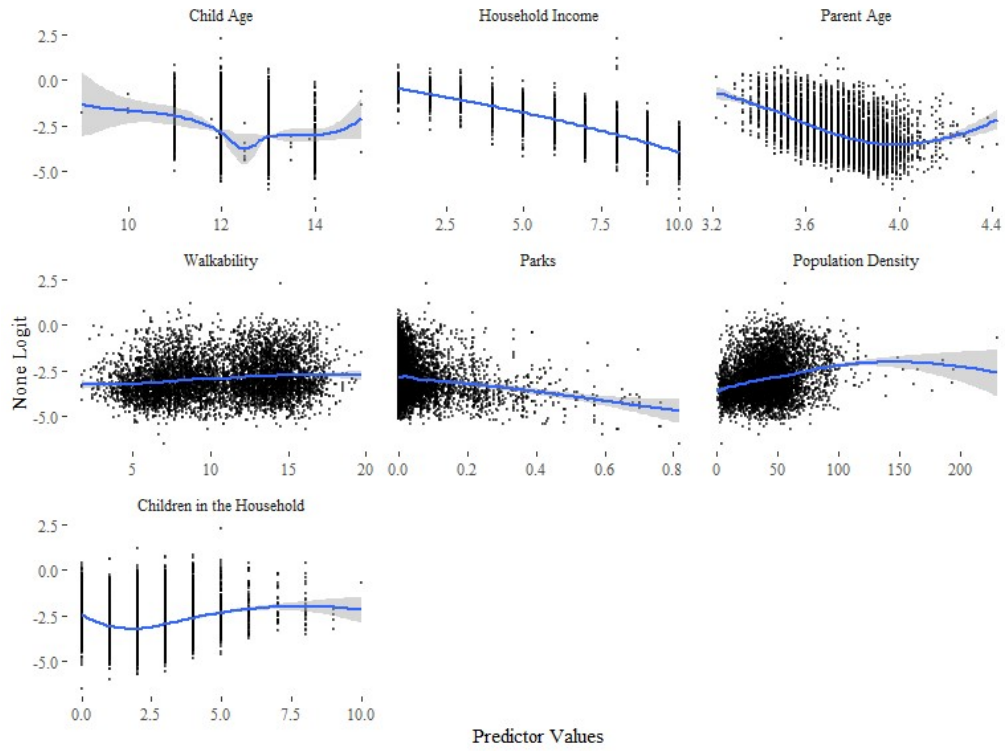 Child Age Household Income Parent Age
2.5
0.0
-2.5
-5.0
10 12 14 2.5 5.0 7.5 10.0 3.2 3.6 4.0 4.4
Walkability Parks Population Density
2.5
0.0
-2.5
-5.0
5 10 15 20 0.0 0.2 0.4 0.6 0.8 0 50 100 150 200
None Logit
Children in the Household
2.5
0.0
-2.5
-5.0
0.0 2.5 5.0 7.5 10.0
Predictor Values